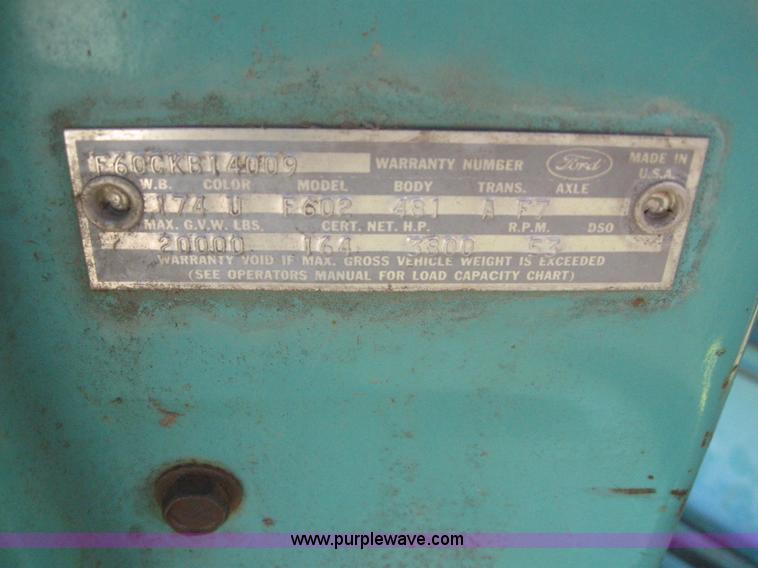 F60CKB14009 WARRANTY NUMBER Ford MADE IN U.S.A.
W.B. COLOR MODEL BODY TRANS. AXLE
174 U F602 481 A F7
MAX. G.V.W. LBS. CERT. NET. H.P. R.P.M. DSO
20000 164 3800 53
WARRANTY VOID IF MAX. GROSS VEHICLE WEIGHT IS EXCEEDED
(SEE OPERATORS MANUAL FOR LOAD CAPACITY CHART)
www.purplewave.com